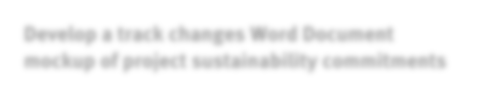 Develop a track changes Word Document
mockup of project sustainability commitments